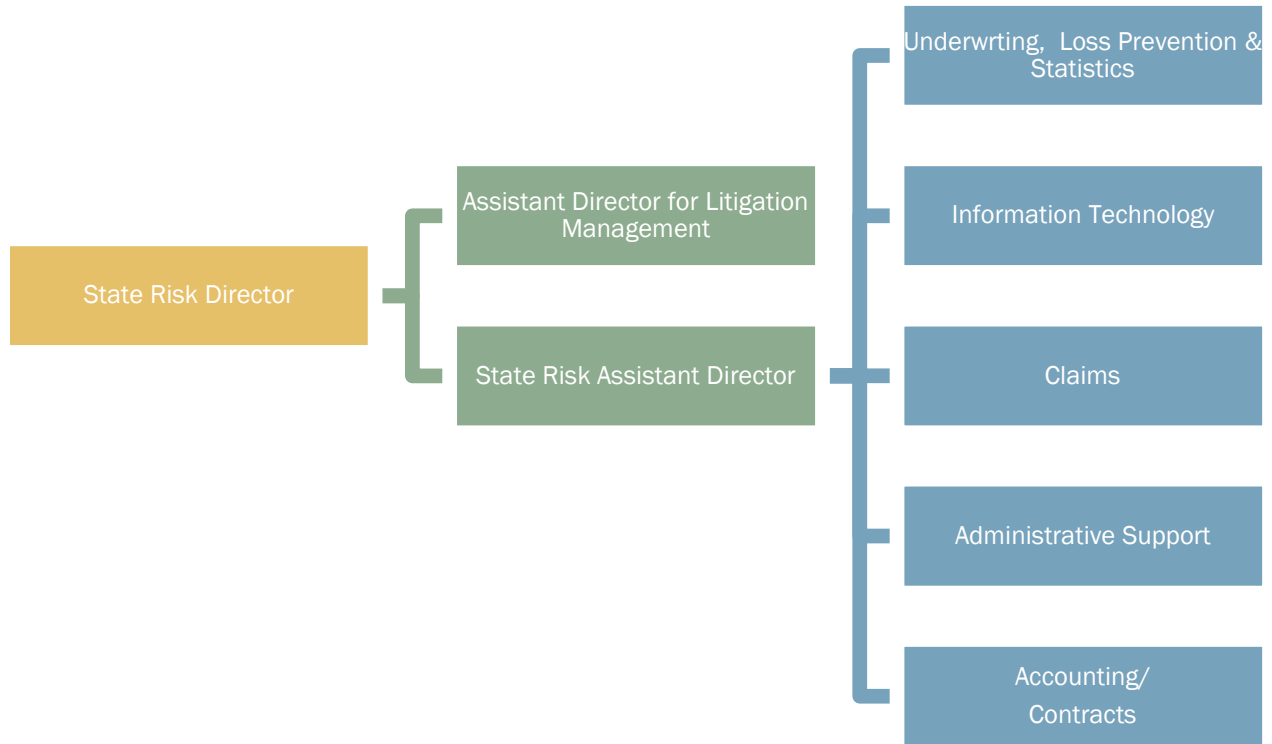 State Risk Director
Assistant Director for Litigation
Management
State Risk Assistant Director
Underwrting, Loss Prevention &
Statistics
Information Technology
Claims
Administrative Support
Accounting/
Contracts